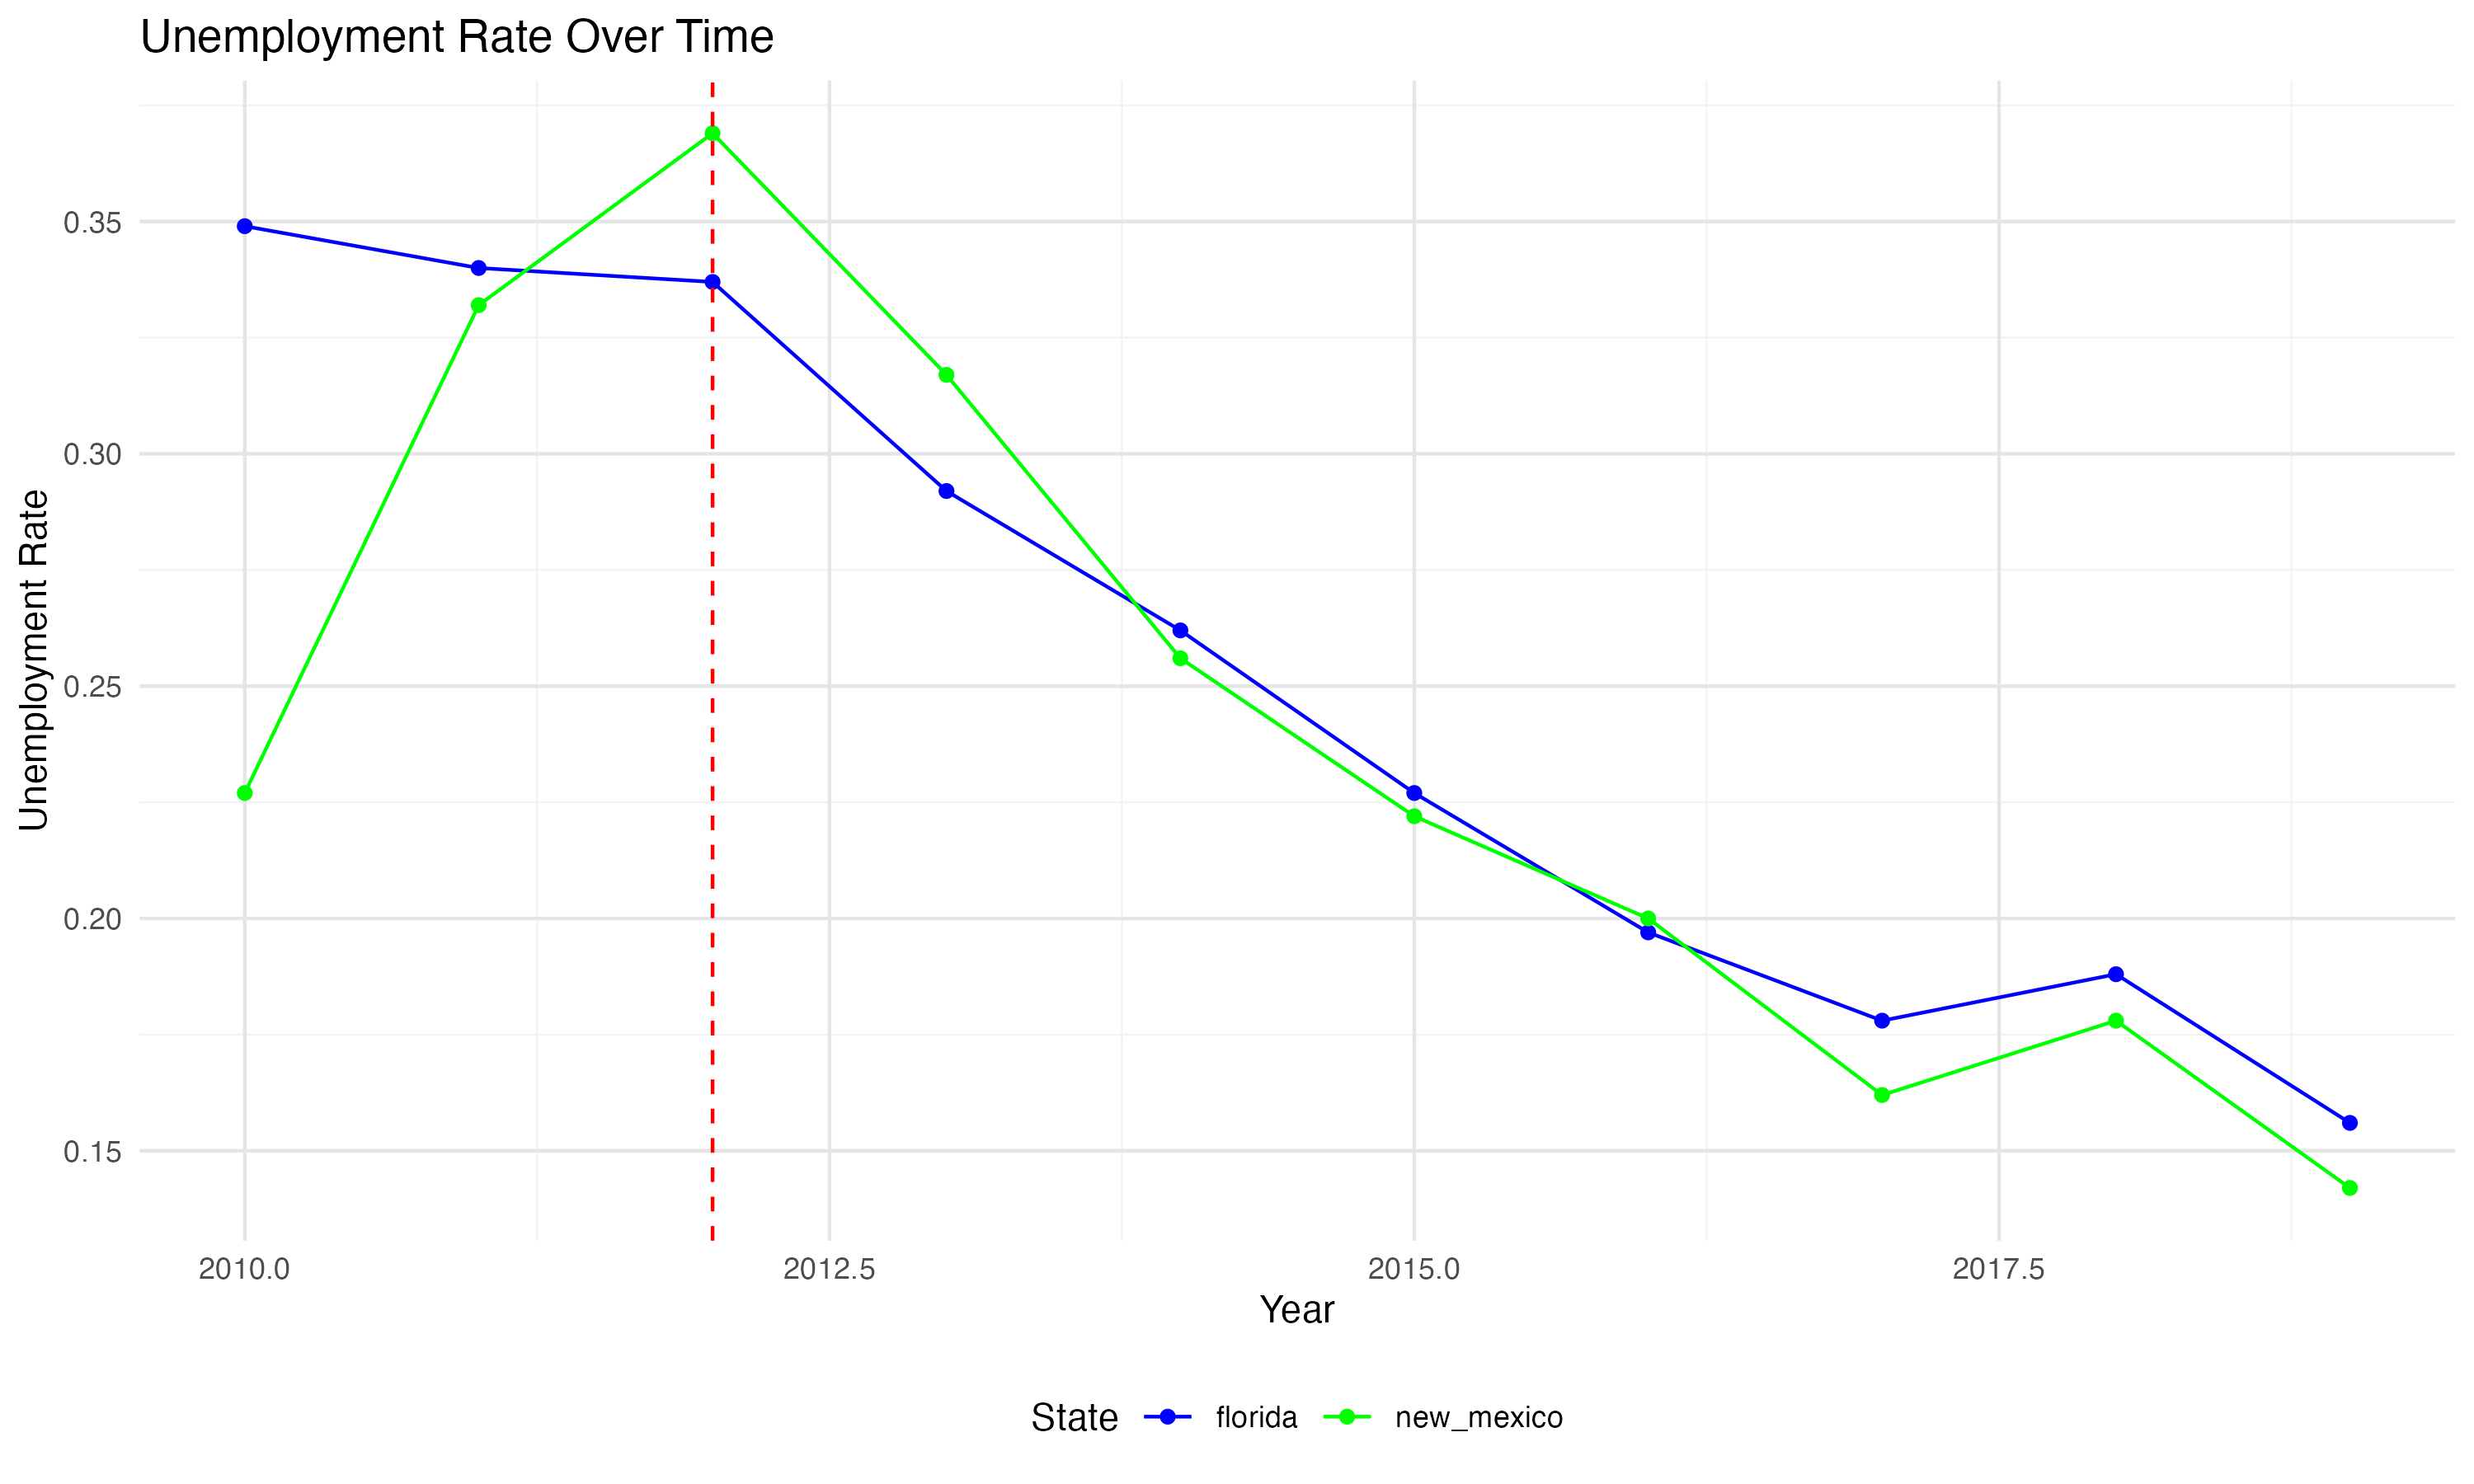 Unemployment Rate Over Time
Unemployment Rate
0.35
0.30
0.25
0.20
0.15
2010.0 2012.5 2015.0 2017.5
Year
State florida new_mexico